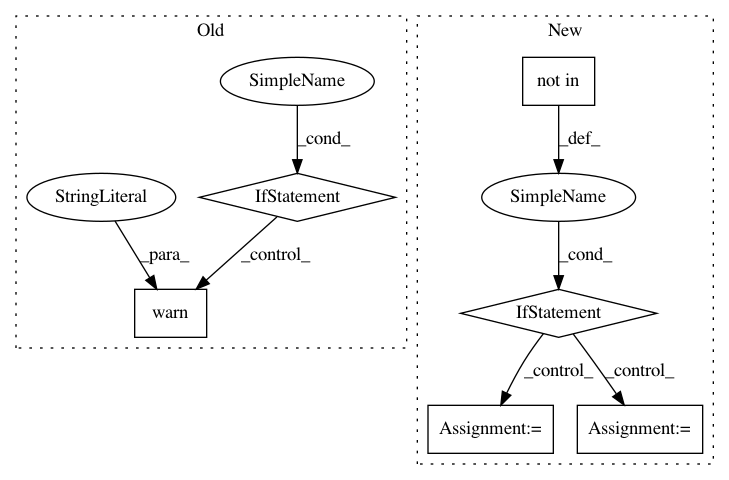 Old
New
SimpleName
not in
_cond_
_def_
StringLiteral
IfStatement
SimpleName
_para_
_control_
_cond_
warn
IfStatement
_control_
_control_
Assignment:=
Assignment:=